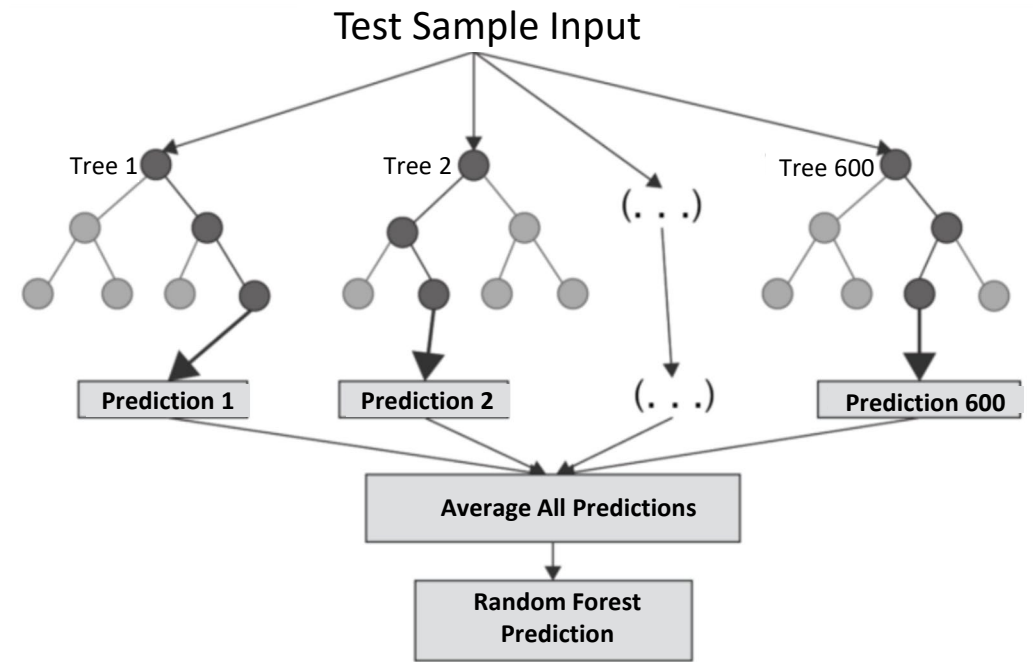 Test Sample Input
Tree 1
Tree 2
Tree 600
(. . .)
Prediction 1
Prediction 2
(. . .)
Prediction 600
Average All Predictions
Random Forest
Prediction